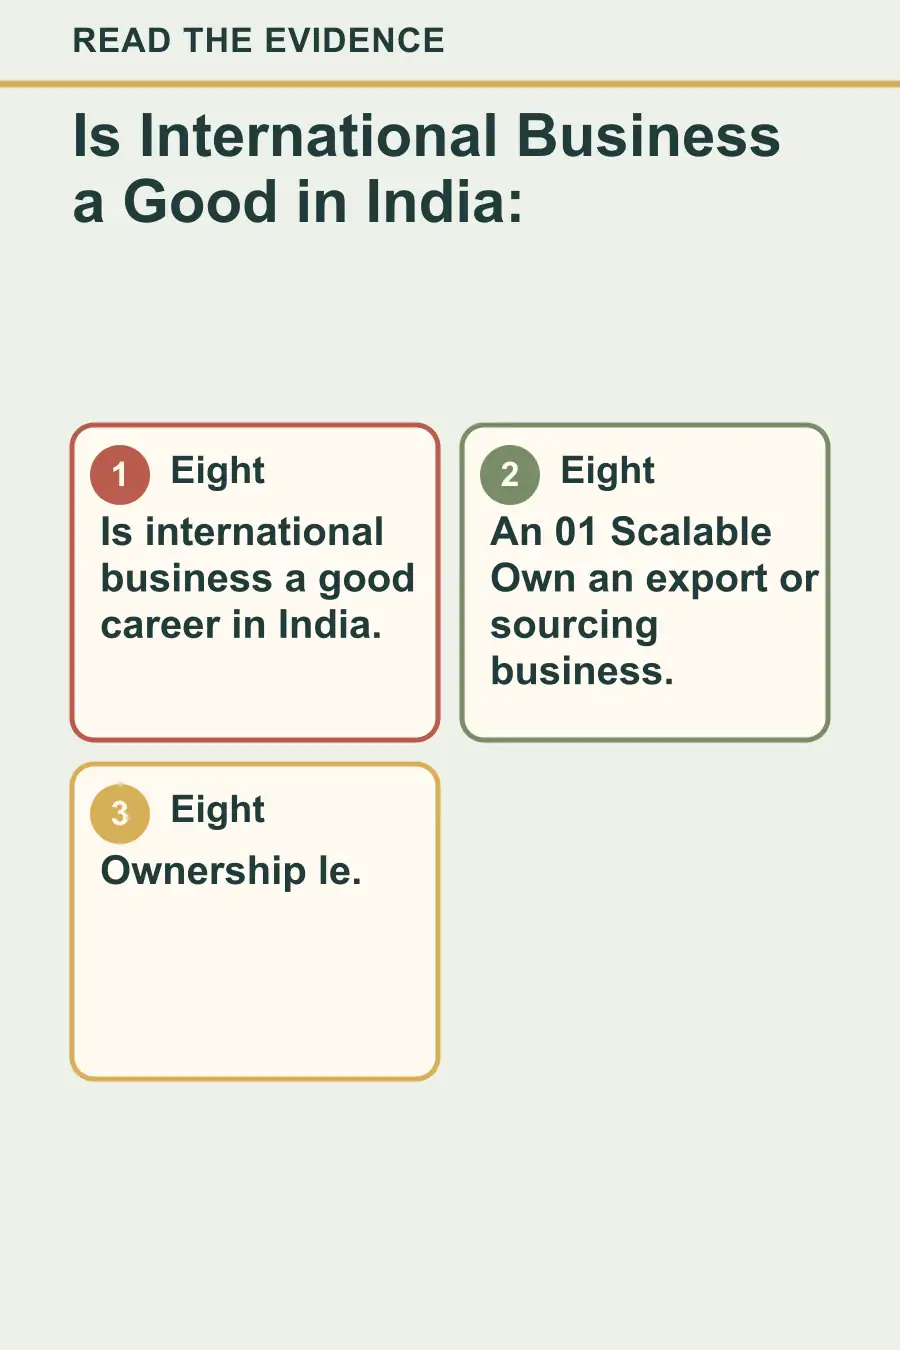 READ THE EVIDENCE
Is International Business
a Good in India:
1 Eight
Is international
business a good
career in India.
2 Eight
An 01 Scalable
Own an export or
sourcing
business.
3 Eight
Ownership le.